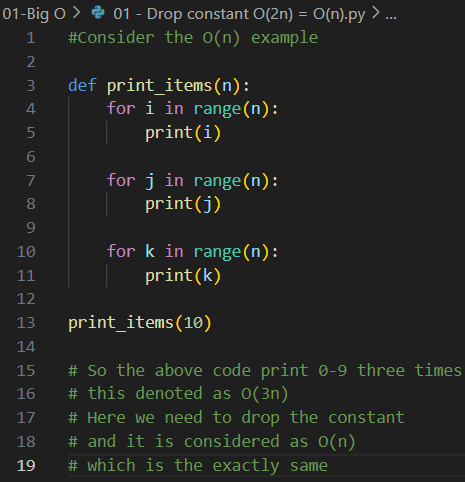 01-Big O > 01 - Drop constant O(2n) = O(n).py > ...
1 #Consider the O(n) example
2
3 def print_items(n):
4     for i in range(n):
5         print(i)
6
7     for j in range(n):
8         print(j)
9
10     for k in range(n):
11         print(k)
12
13 print_items(10)
14
15 # So the above code print 0-9 three times
16 # this denoted as O(3n)
17 # Here we need to drop the constant
18 # and it is considered as O(n)
19 # which is the exactly same